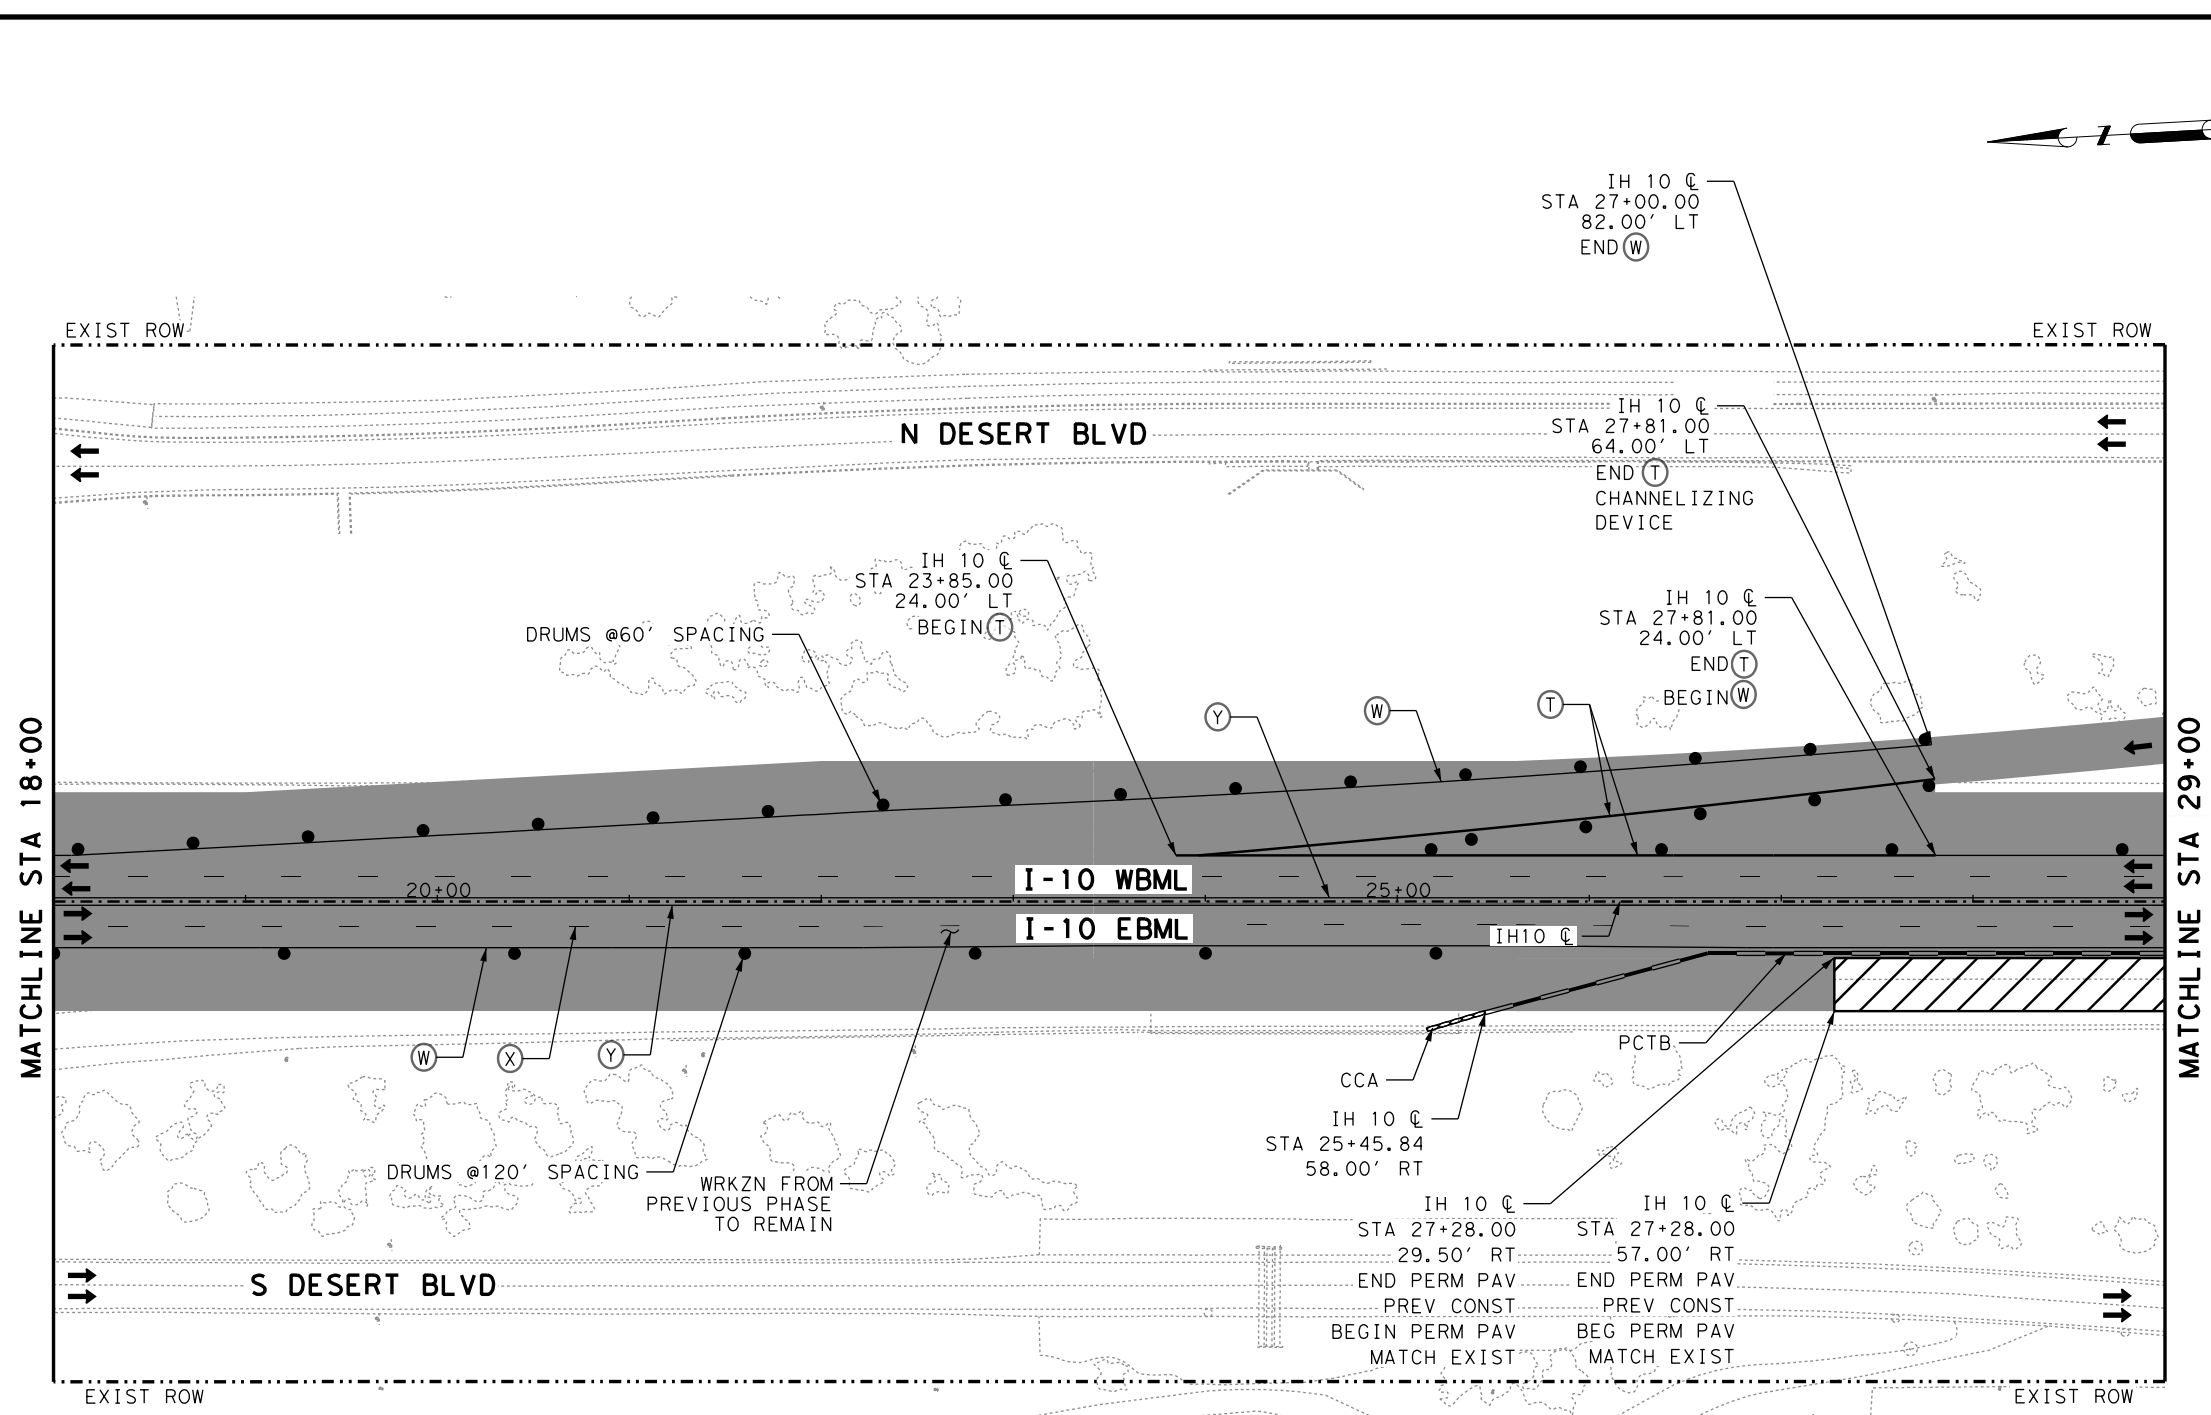 Z
IH 10 ℄
STA 27+00.00
82.00' LT
END W
EXIST ROW
EXIST ROW
IH 10 ℄
STA 27+81.00
64.00' LT
END T
CHANNELIZING
DEVICE
N DESERT BLVD
IH 10 ℄
STA 23+85.00
24.00' LT
BEGIN T
IH 10 ℄
STA 27+81.00
24.00' LT
END T
BEGIN W
DRUMS @60' SPACING
Y
W
T
MATCHLINE STA 18+00
MATCHLINE STA 29+00
I-10 WBML
20+00
25+00
I-10 EBML
IH10 ℄
W
X
Y
PCTB
CCA
IH 10 ℄
STA 25+45.84
58.00' RT
DRUMS @120' SPACING
WRKZN FROM
PREVIOUS PHASE
TO REMAIN
IH 10 ℄
STA 27+28.00
29.50' RT
END PERM PAV
PREV CONST
BEGIN PERM PAV
MATCH EXIST
IH 10 ℄
STA 27+28.00
57.00' RT
END PERM PAV
PREV CONST
BEG PERM PAV
MATCH EXIST
S DESERT BLVD
EXIST ROW
EXIST ROW